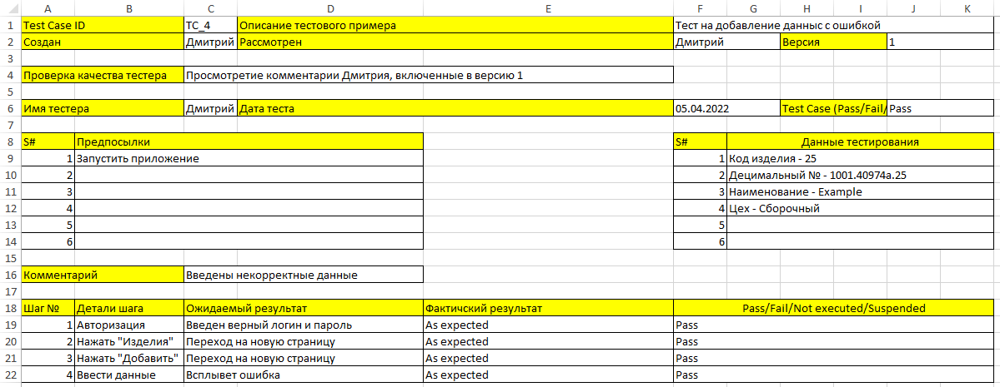 A B C D E F G H I J K
1 Test Case ID TC_4 Описание тестового примера Тест на добавление данныс с ошибкой
2 Создан Дмитрий Рассмотрен Дмитрий Версия 1
3
4 Проверка качества тестера Просмотретие комментарии Дмитрия, включенные в версию 1
5
6 Имя тестера Дмитрий Дата теста 05.04.2022 Test Case (Pass/Fail/ Pass
7
8 S# Предпосылки S# Данные тестирования
9 1 Запустить приложение 1 Код изделия - 25
10 2 2 Децимальный № - 1001.40974а.25
11 3 3 Наименование - Example
12 4 4 Цех - Сборочный
13 5 5
14 6 6
15
16 Комментарий Введены некорректные данные
17
18 Шаг № Детали шага Ожидаемый результат Фактичский результат Pass/Fail/Not executed/Suspended
19 1 Авторизация Введен верный логин и пароль As expected Pass
20 2 Нажать "Изделия" Переход на новую страницу As expected Pass
21 3 Нажать "Добавить" Переход на новую страницу As expected Pass
22 4 Ввести данные Всплывет ошибка As expected Pass